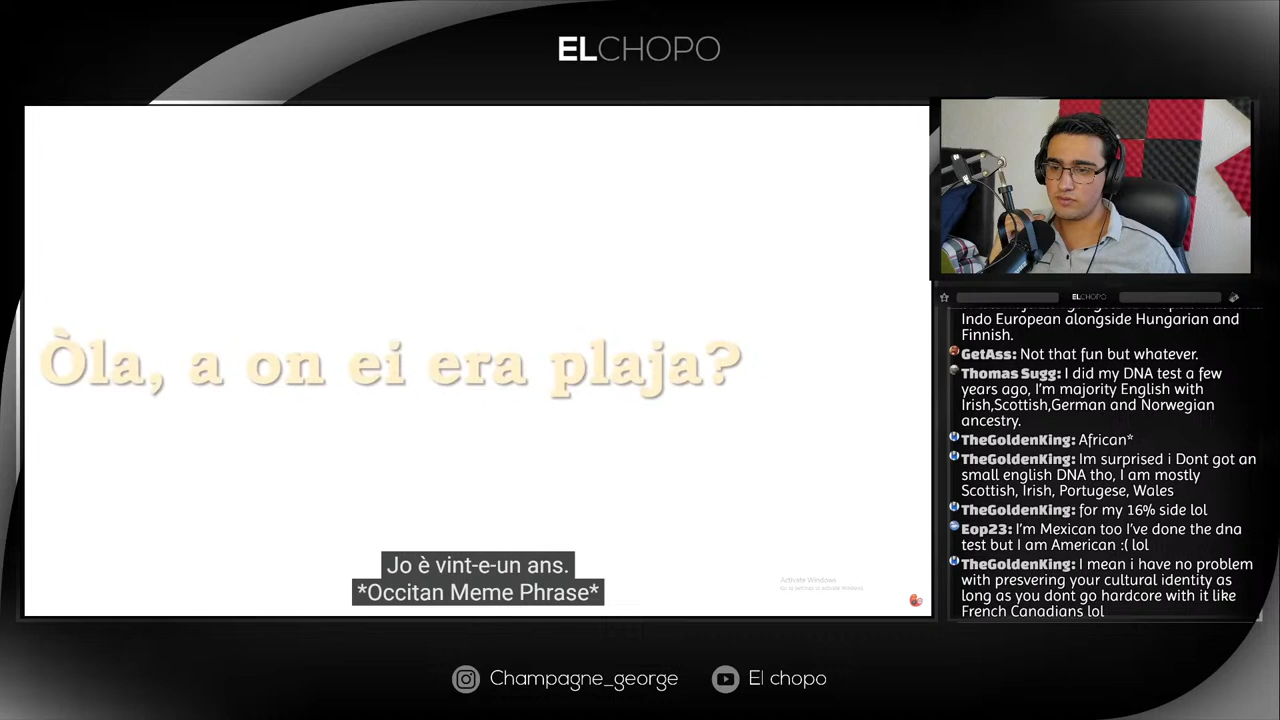 ELCHOPO
Òla, a on ei era plaja?
Jo è vint-e-un ans.
*Occitan Meme Phrase*
Activate Windows
ELCHOPO
Indo European alongside Hungarian and
Finnish.
GetAss: Not that fun but whatever.
Thomas Sugg: I did my DNA test a few
years ago, I’m majority English with
Irish,Scottish,German and Norwegian
ancestry.
TheGoldenKing: African*
TheGoldenKing: Im surprised i Dont got an
small english DNA tho, I am mostly
Scottish, Irish, Portugese, Wales
TheGoldenKing: for my 16% side lol
Eop23: I’m Mexican too I’ve done the dna
test but I am American :( lol
TheGoldenKing: I mean i have no problem
with presvering your cultural identity as
long as you dont go hardcore with it like
French Canadians lol
Champagne_george
El chopo